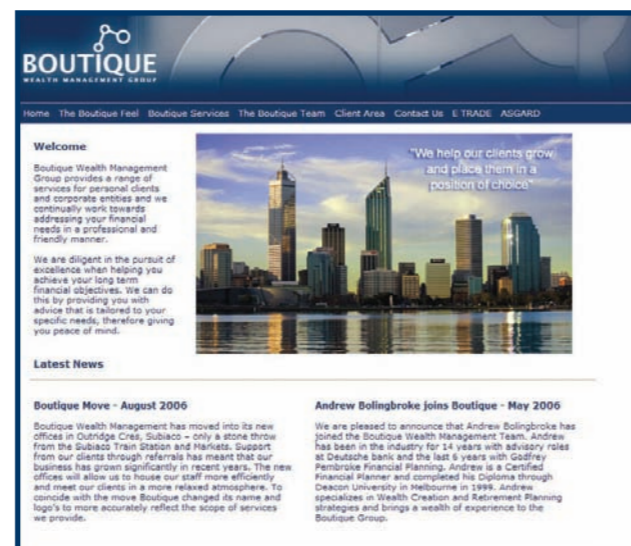 BOUTIQUE
WEALTH MANAGEMENT GROUP
Home The Boutique Feel Boutique Services The Boutique Team Client Area Contact Us E TRADE ASGARD
Welcome
Boutique Wealth Management
Group provides a range of
services for personal clients
and corporate entities and we
continually work towards
addressing your financial
needs in a professional and
friendly manner.
We are diligent in the pursuit of
excellence when helping you
achieve your long term
financial objectives. We can do
this by providing you with
advice that is tailored to your
specific needs, therefore giving
you peace of mind.
"We help our clients grow
and place them in a
position of choice"
Latest News
Boutique Move - August 2006
Boutique Wealth Management has moved into its new
offices in Outridge Cres, Subiaco – only a stone throw
from the Subiaco Train Station and Markets. Support
from our clients through referrals has meant that our
business has grown significantly in recent years. The new
offices will allow us to house our staff more efficiently
and meet our clients in a more relaxed atmosphere. To
coincide with the move Boutique changed its name and
logo's to more accurately reflect the scope of services
we provide.
Andrew Bolingbroke joins Boutique - May 2006
We are pleased to announce that Andrew Bolingbroke has
joined the Boutique Wealth Management Team. Andrew
has been in the industry for 14 years with advisory roles
at Deutsche bank and the last 6 years with Godfrey
Pembroke Financial Planning. Andrew is a Certified
Financial Planner and completed his Diploma through
Deacon University in Melbourne in 1999. Andrew
specializes in Wealth Creation and Retirement Planning
strategies and brings a wealth of experience to the
Boutique Group.